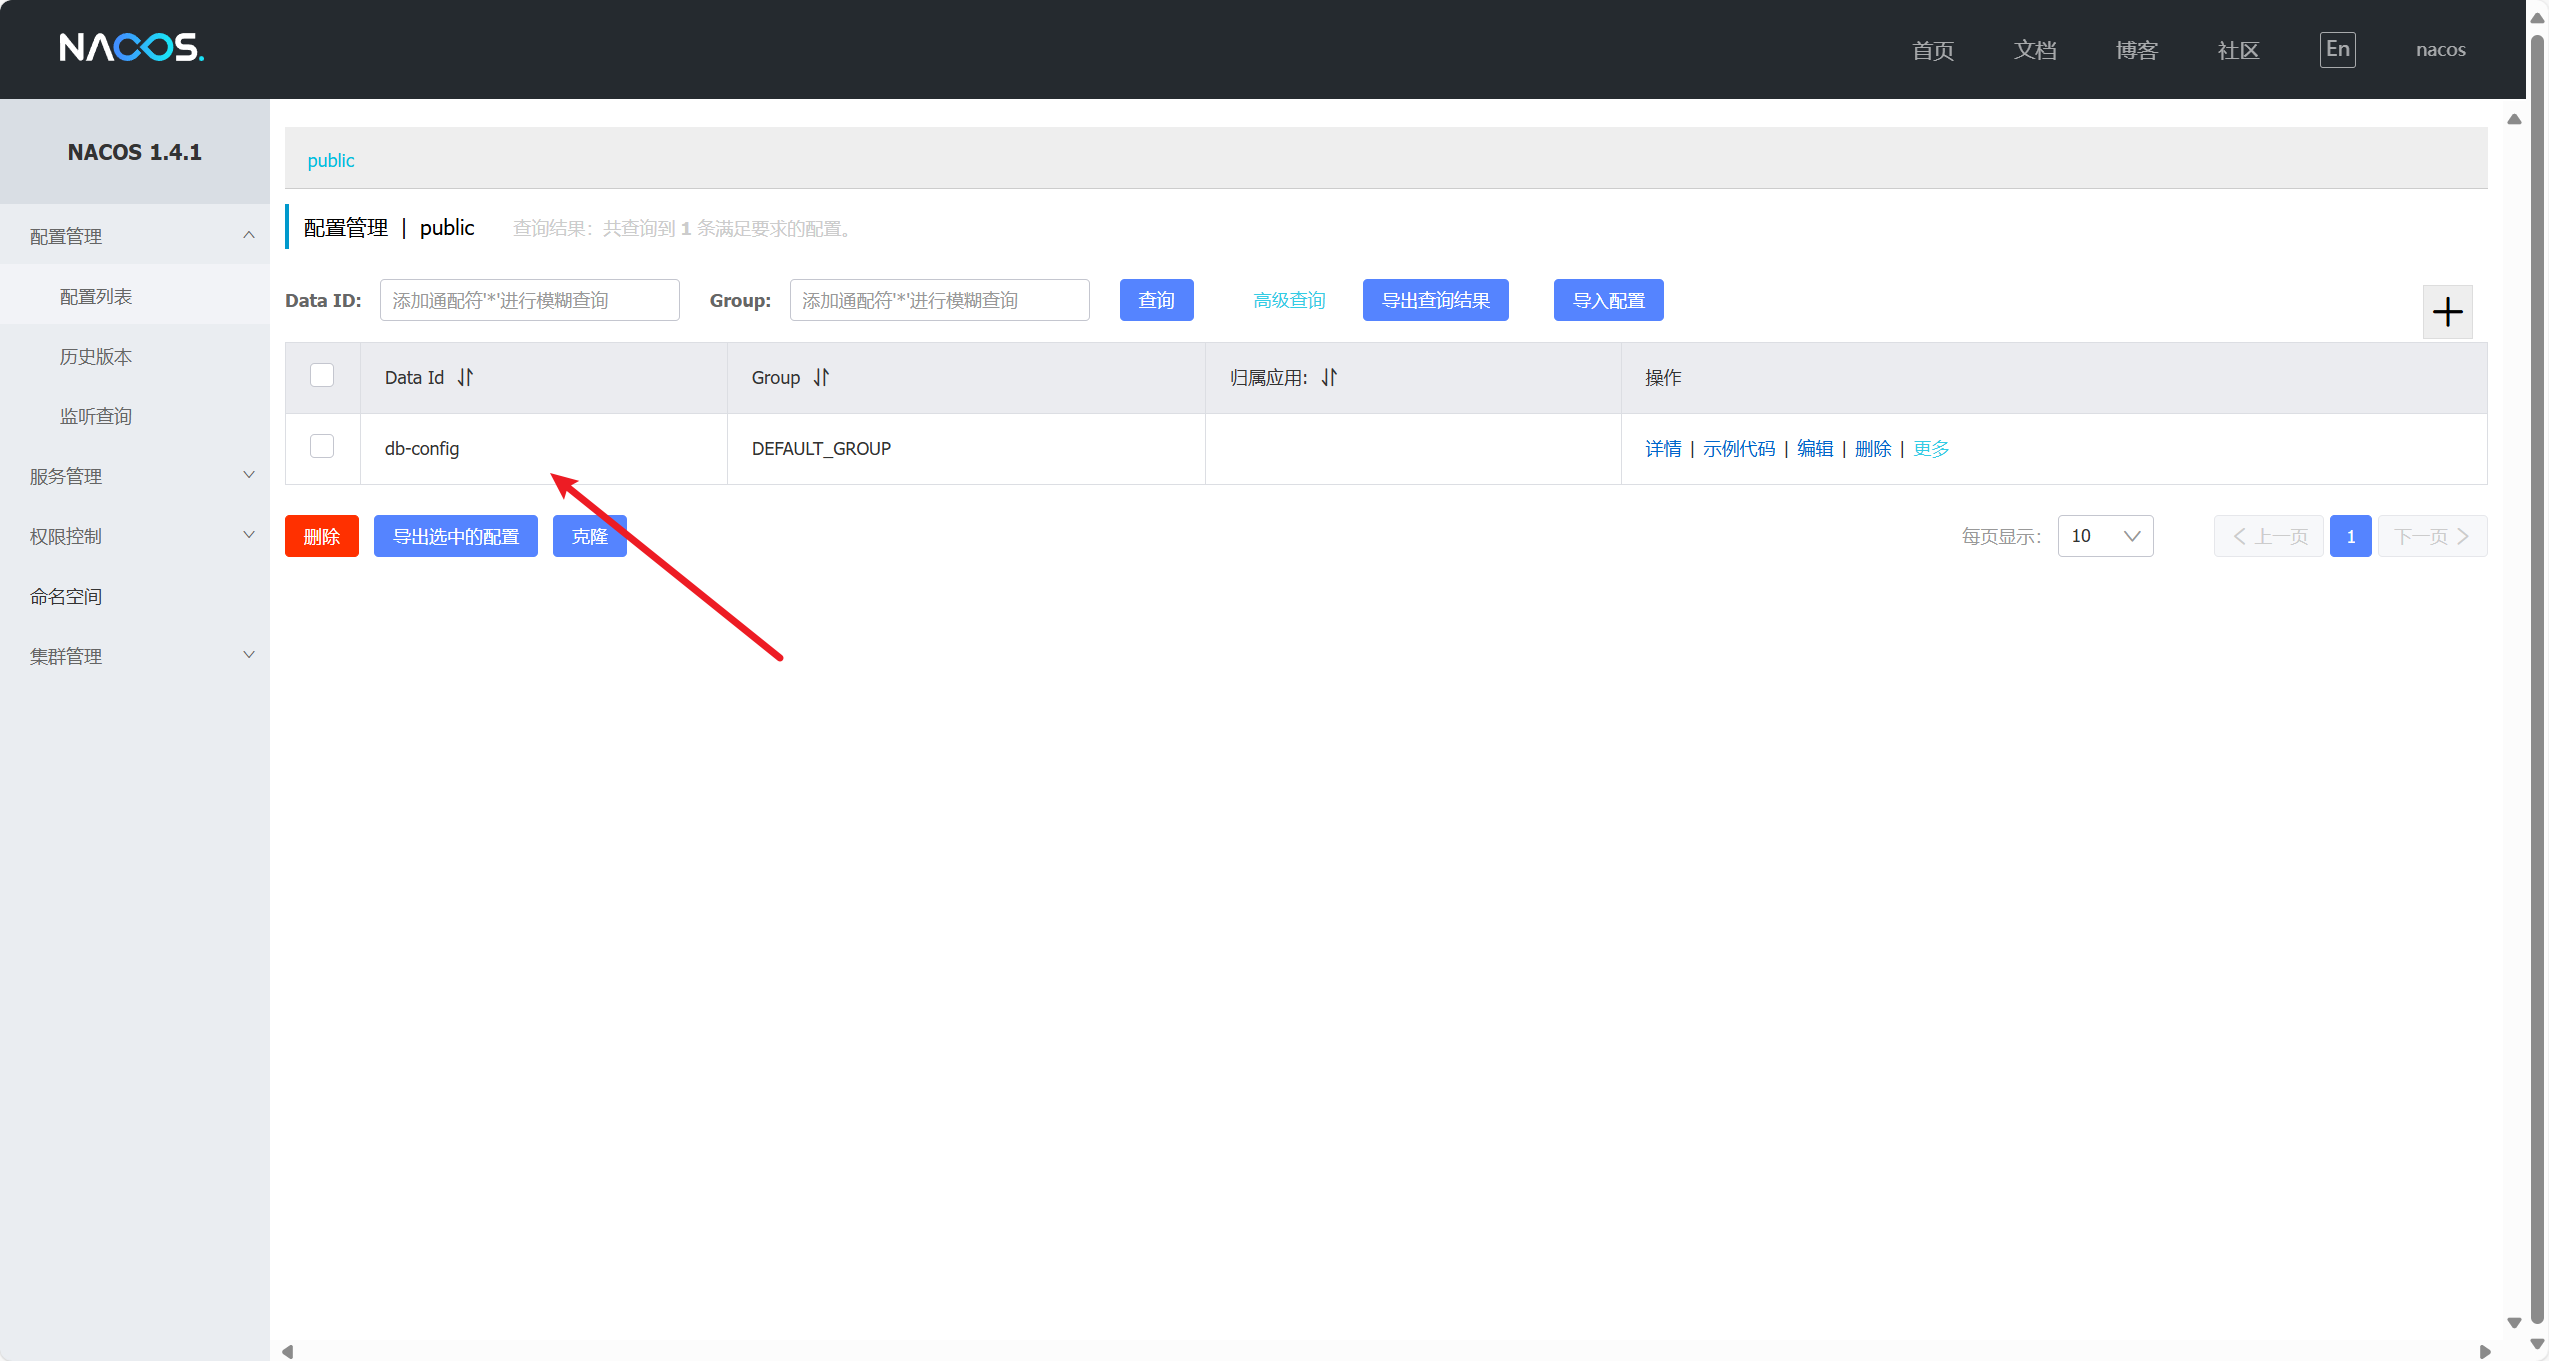 NACOS.
首页 文档 博客 社区 En nacos
NACOS 1.4.1
配置管理
配置列表
历史版本
监听查询
服务管理
权限控制
命名空间
集群管理
public
配置管理 | public 查询结果：共查询到 1 条满足要求的配置。
Data ID: 添加通配符'*'进行模糊查询 Group: 添加通配符'*'进行模糊查询 查询 高级查询 导出查询结果 导入配置
Data Id Group 归属应用: 操作
db-config DEFAULT_GROUP 详情 | 示例代码 | 编辑 | 删除 | 更多
删除 导出选中的配置 克隆 每页显示: 10 上一页 1 下一页